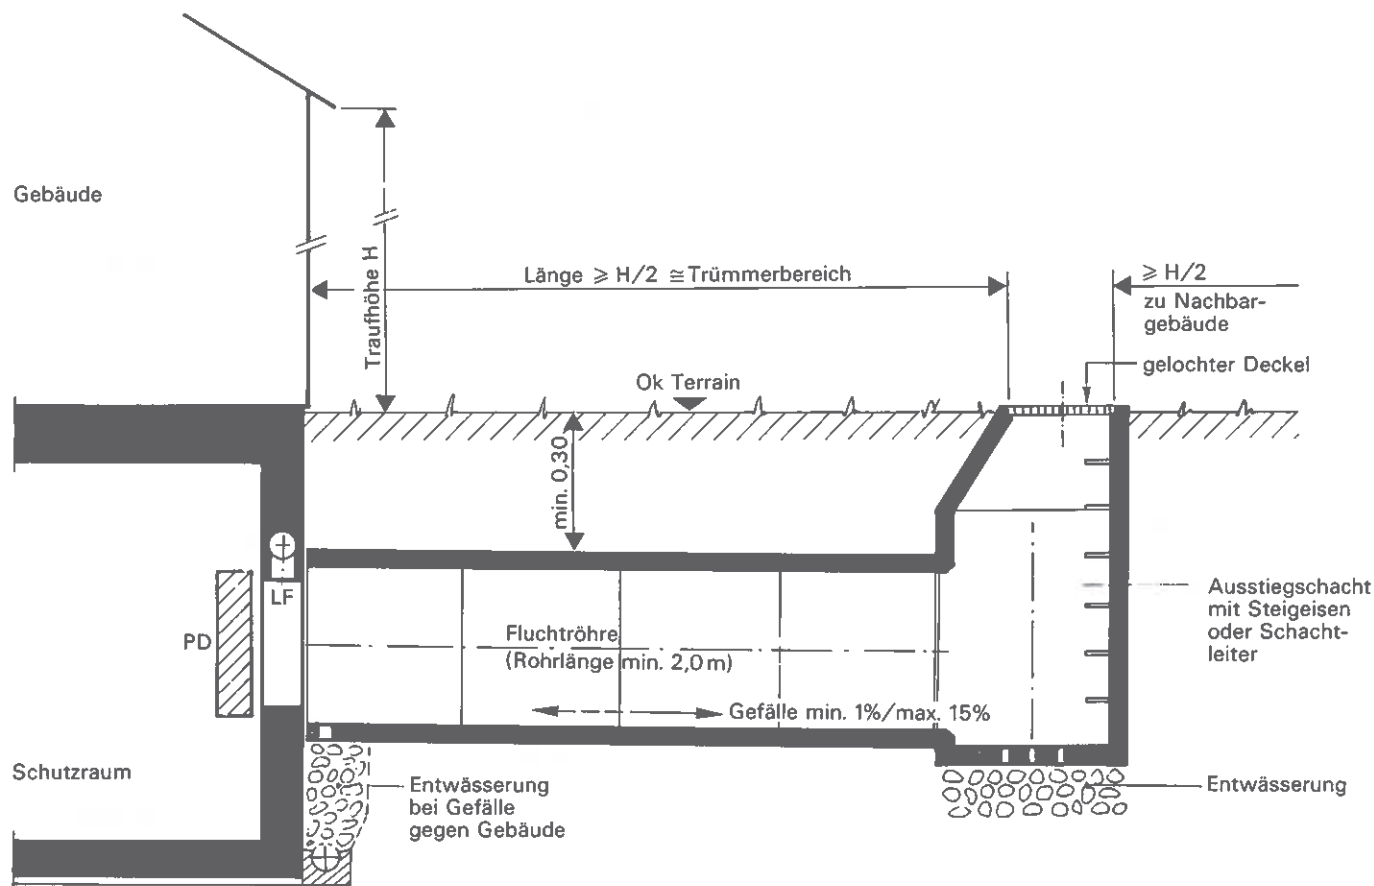 Gebäude
Traufhöhe H
Länge ⩾ H/2 ≅ Trümmerbereich
⩾ H/2
zu Nachbar-
gebäude
gelochter Deckel
Ok Terrain
min. 0,30
LF
PD
Fluchtröhre
(Rohrlänge min. 2,0 m)
Gefälle min. 1%/max. 15%
Ausstiegschacht
mit Steigeisen
oder Schacht-
leiter
Schutzraum
Entwässerung
bei Gefälle
gegen Gebäude
Entwässerung